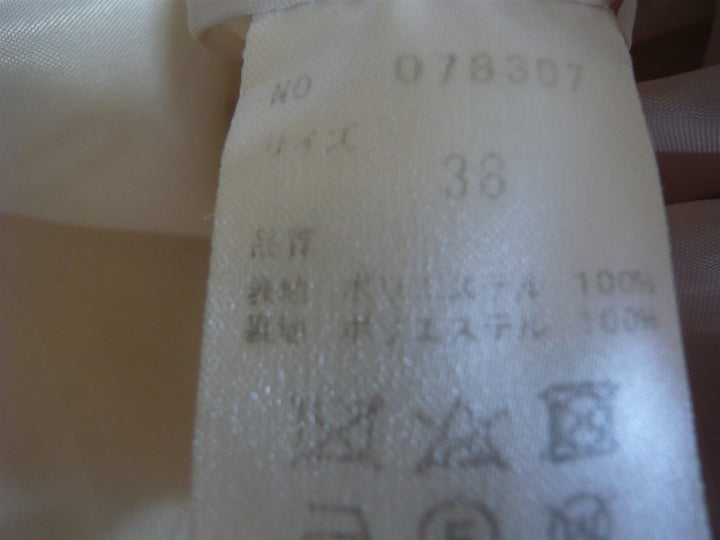 NO 078307
サイズ
38
品番
表地 ポリエステル 100%
裏地 ポリエステル 100%